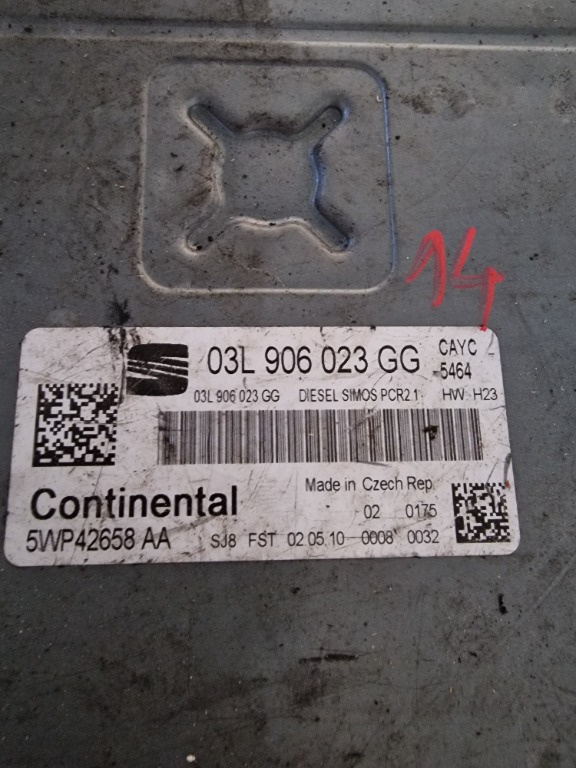 14
03L 906 023 GG CAYC
-5464
03L 906 023 GG DIESEL SIMOS PCR2.1 HW H23
Made in Czech Rep.
Continental 02 0175
5WP42658 AA SJ8 FST 02.05.10 0008 0032